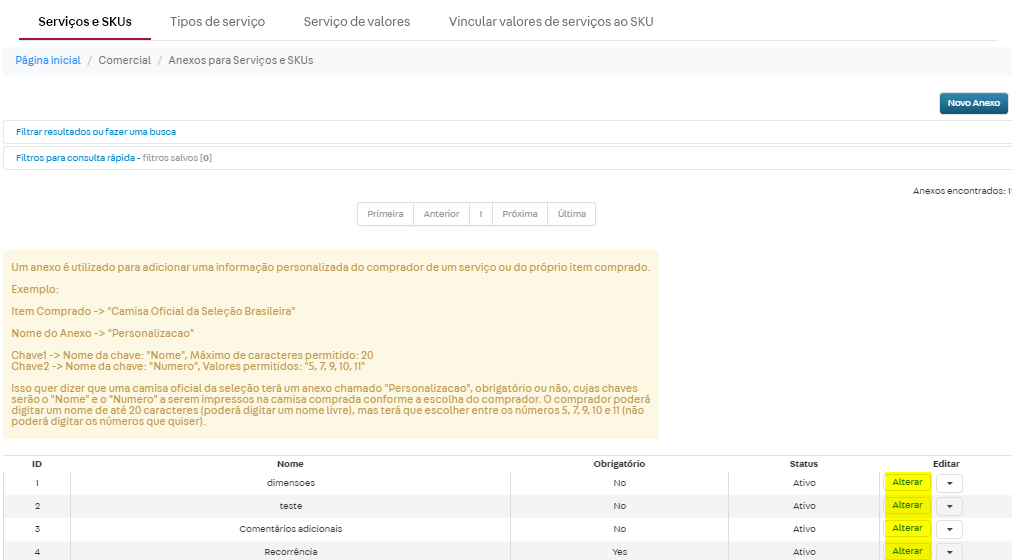 Serviços e SKUs Tipos de serviço Serviço de valores Vincular valores de serviços ao SKU
Página inicial / Comercial / Anexos para Serviços e SKUs
Novo Anexo
Filtrar resultados ou fazer uma busca
Filtros para consulta rápida - filtros salvos [0]
Anexos encontrados: 11
Primeira Anterior 1 Próxima Última
Um anexo é utilizado para adicionar uma informação personalizada do comprador de um serviço ou do próprio item comprado.
Exemplo:
Item Comprado -> "Camisa Oficial da Seleção Brasileira"
Nome do Anexo -> "Personalizacao"
Chave1 -> Nome da chave: "Nome", Máximo de caracteres permitido: 20
Chave2 -> Nome da chave: "Numero", Valores permitidos: "5, 7, 9, 10, 11"
Isso quer dizer que uma camisa oficial da seleção terá um anexo chamado "Personalizacao", obrigatório ou não, cujas chaves
serão o "Nome" e o "Numero" a serem impressos na camisa comprada conforme a escolha do comprador. O comprador poderá
digitar um nome de até 20 caracteres (poderá digitar um nome livre), mas terá que escolher entre os números 5, 7, 9, 10 e 11 (não
poderá digitar os números que quiser).
ID Nome Obrigatório Status Editar
1 dimensoes No Ativo Alterar
2 teste No Ativo Alterar
3 Comentários adicionais No Ativo Alterar
4 Recorrência Yes Ativo Alterar